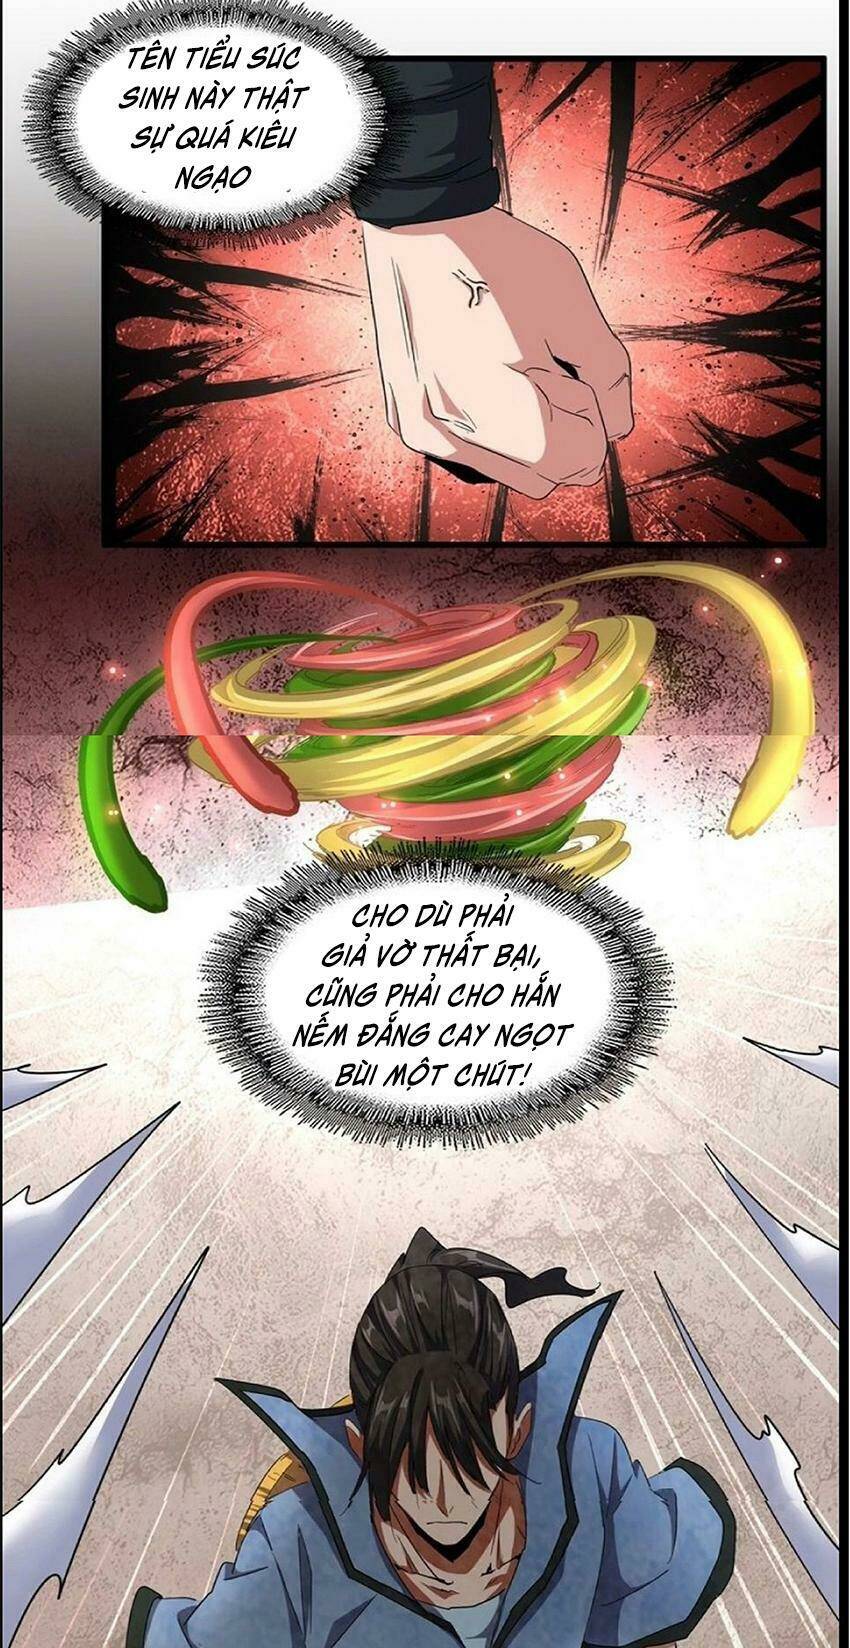 TÊN TIỂU SÚC
SINH NÀY THẬT
SỰ QUÁ KIÊU
NGẠO
CHO DÙ PHẢI
GIẢ VỜ THẤT BẠI,
CŨNG PHẢI CHO HẮN
NẾM ĐẮNG CAY NGỌT
BÙI MỘT CHÚT!